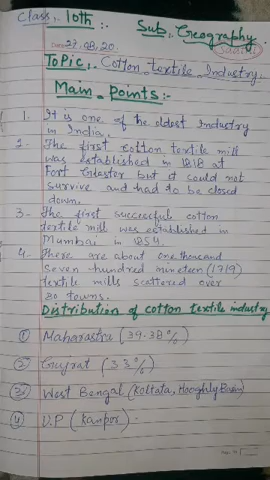 Class, 10th :-
Sub:. Geography
Date: 27.08.20.
Topic:. Cotton textile Industry.
Main points:-
1. It is one of the oldest Industry
in India.
2. The first cotton textile mill
was established in 1818 at
Fort Gloster but it could not
survive and had to be closed
down.
3. The first successful cotton
textile mill was established in
Mumbai in 1854.
4. There are about one thousand
seven hundred nineteen (1719)
textile mills scattered over
80 towns.
Distribution of cotton textile industry
① Maharastra (39.38%)
② Gujrat (33%)
③ West Bengal (Kolkata, Hooghly Basin)
④ U.P (Kanpor).